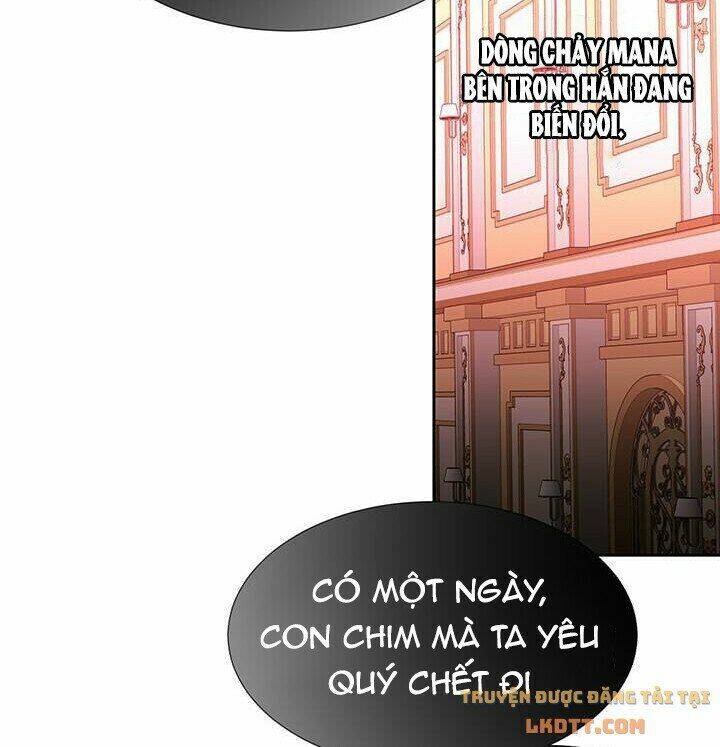 DÒNG CHẢY MANA
BÊN TRONG HẮN ĐANG
BIẾN ĐỔI.
CÓ MỘT NGÀY,
CON CHIM MÀ TA YÊU
QUÝ CHẾT ĐI
TRUYỆN ĐƯỢC ĐĂNG TẢI TẠI
LKDTT.COM